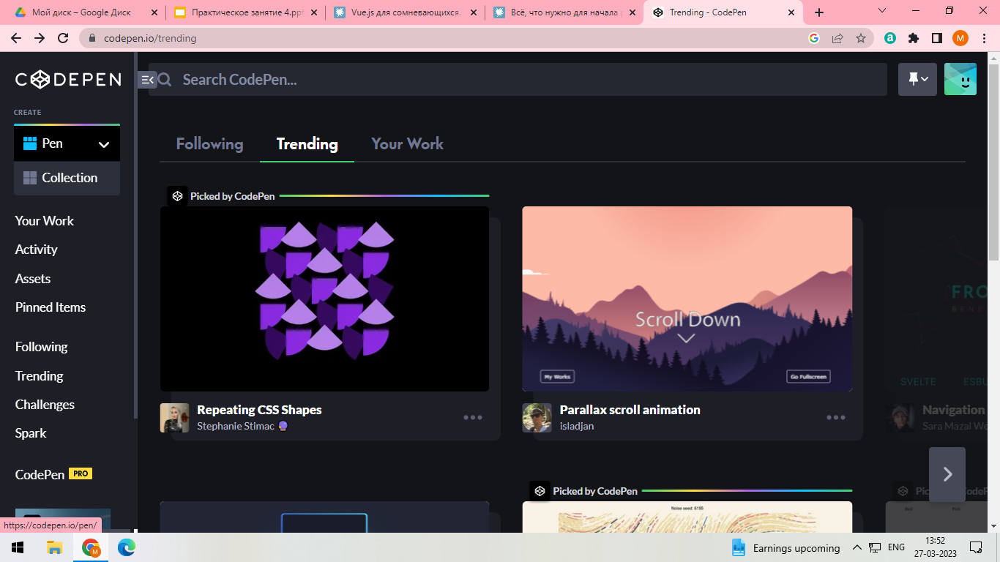 Мой диск – Google Диск
Практическое занятие 4.ppt
Vue.js для сомневающихся.
Всё, что нужно для начала
Trending - CodePen
codepen.io/trending
M
CODEPEN
Search CodePen...
CREATE
Pen
Collection
Your Work
Activity
Assets
Pinned Items
Following
Trending
Challenges
Spark
CodePen PRO
Following
Trending
Your Work
Picked by CodePen
Scroll Down
My Works
Go Fullscreen
Repeating CSS Shapes
Stephanie Stimac
Parallax scroll animation
isladjan
FRO
BENE
SVELTE
ESBU
Navigation
Sara Mazal We
Picked by CodePen
Noise seed: 6195
Red
Pink
https://codepen.io/pen/
Earnings upcoming
ENG
13:52
27-03-2023